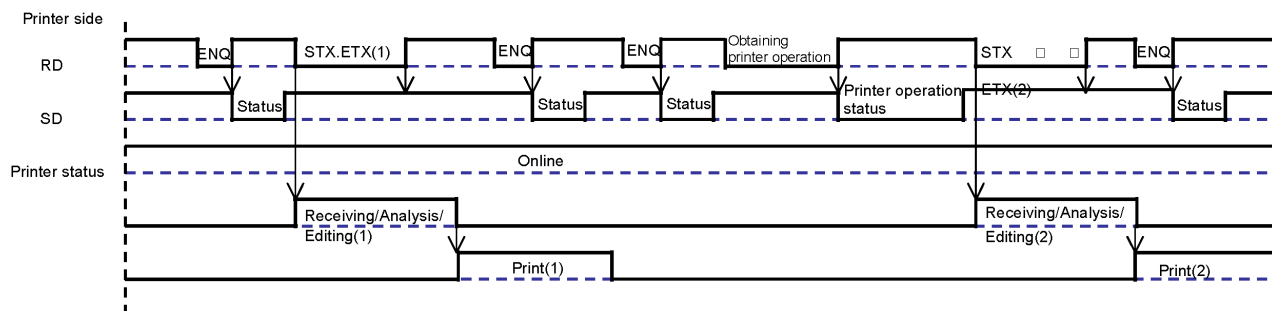 Printer side
RD
ENQ
STX.ETX(1)
ENQ
ENQ
Obtaining
printer operation
STX □ □
ETX(2)
ENQ
SD
Status
Status
Status
Printer operation
status
Status
Printer status
Online
Receiving/Analysis/
Editing(1)
Receiving/Analysis/
Editing(2)
Print(1)
Print(2)